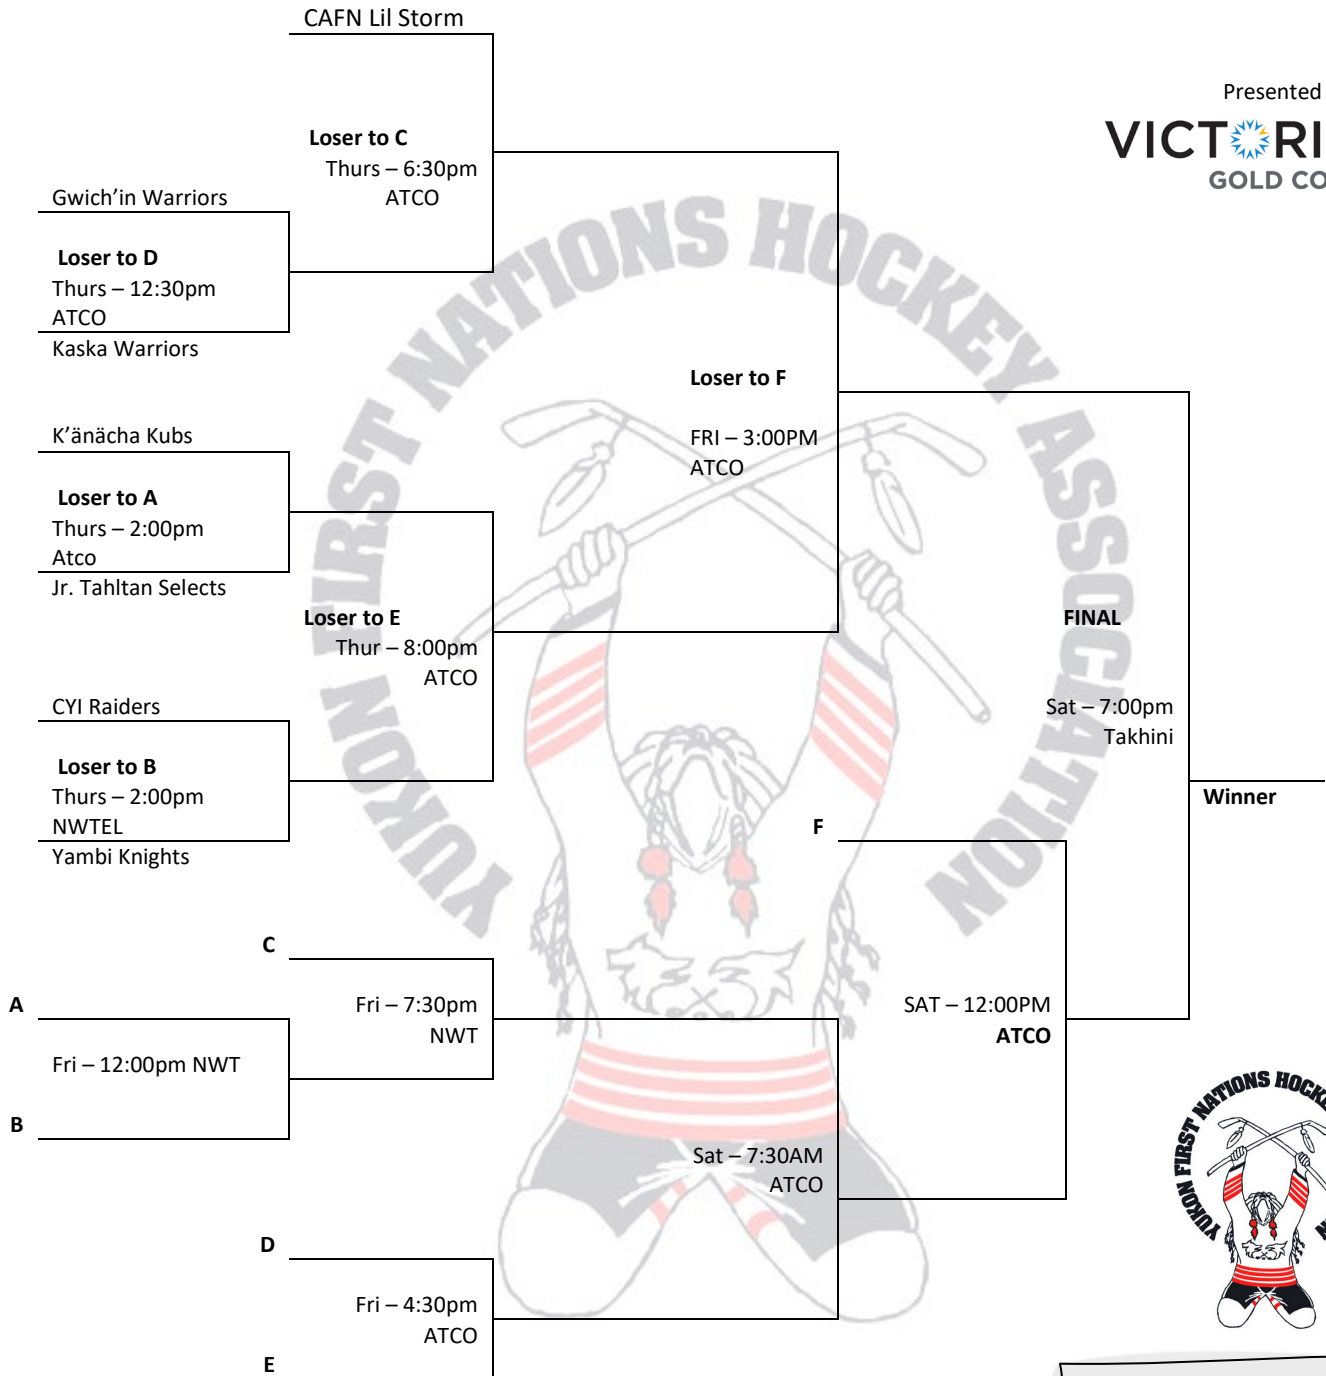 CAFN Lil Storm
Presented
VICTORI
GOLD CO
Loser to C
Thurs – 6:30pm
ATCO
Gwich'in Warriors
Loser to D
Thurs – 12:30pm
ATCO
Kaska Warriors
Loser to F
FRI – 3:00PM
ATCO
K'änächa Kubs
Loser to A
Thurs – 2:00pm
Atco
Jr. Tahltan Selects
Loser to E
Thur – 8:00pm
ATCO
FINAL
Sat – 7:00pm
Takhini
CYI Raiders
Loser to B
Thurs – 2:00pm
NWTEL
Yambi Knights
Winner
F
C
A
Fri – 7:30pm
NWT
SAT – 12:00PM
ATCO
Fri – 12:00pm NWT
B
Sat – 7:30AM
ATCO
D
Fri – 4:30pm
ATCO
E
YUKON FIRST NATIONS HOCKEY ASSOCIATION
YUKON FIRST NATIONS HOCK